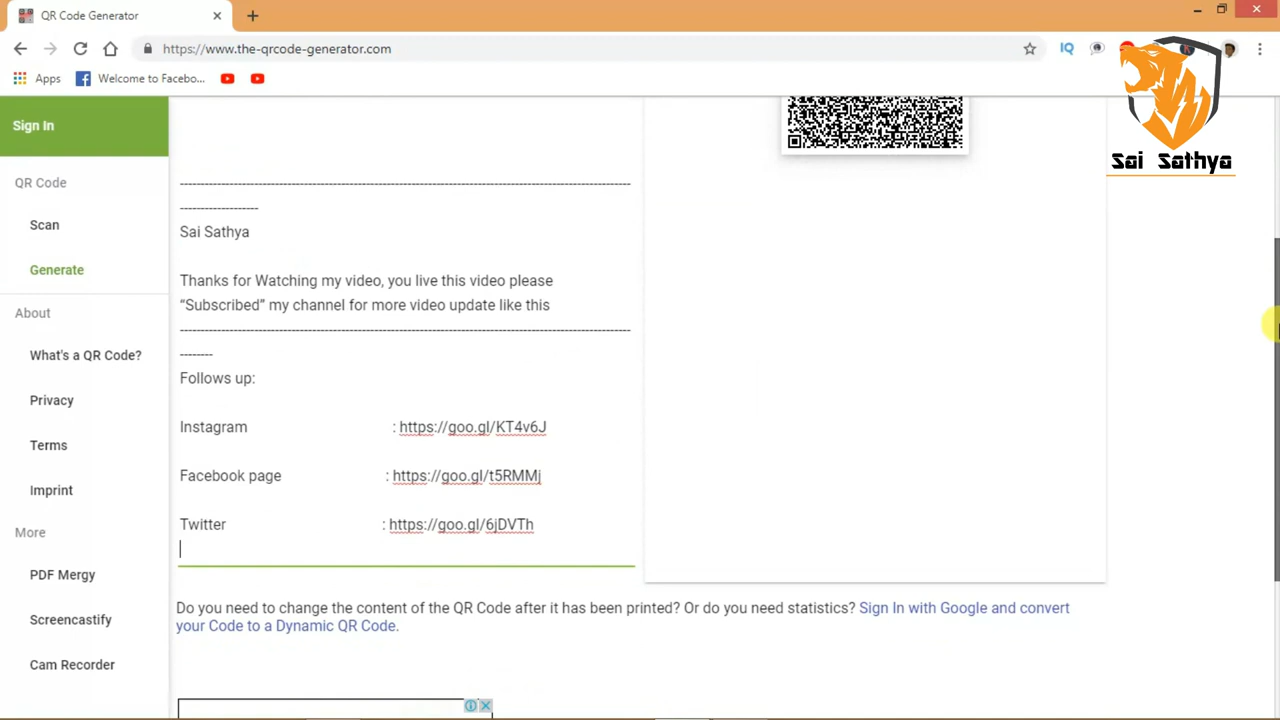 QR Code Generator
https://www.the-qrcode-generator.com
IQ
K
Apps
Welcome to Facebo...
Sai Sathya
Sign In
QR Code
Scan
Generate
About
What's a QR Code?
Privacy
Terms
Imprint
More
PDF Mergy
Screencastify
Cam Recorder
--------------------------------------------------------------------------------------------------------------
------------------
Sai Sathya
Thanks for Watching my video, you live this video please
“Subscribed” my channel for more video update like this
--------------------------------------------------------------------------------------------------------------
--------
Follows up:
Instagram : https://goo.gl/KT4v6J
Facebook page : https://goo.gl/t5RMMj
Twitter : https://goo.gl/6jDVTh
Do you need to change the content of the QR Code after it has been printed? Or do you need statistics? Sign In with Google and convert
your Code to a Dynamic QR Code.